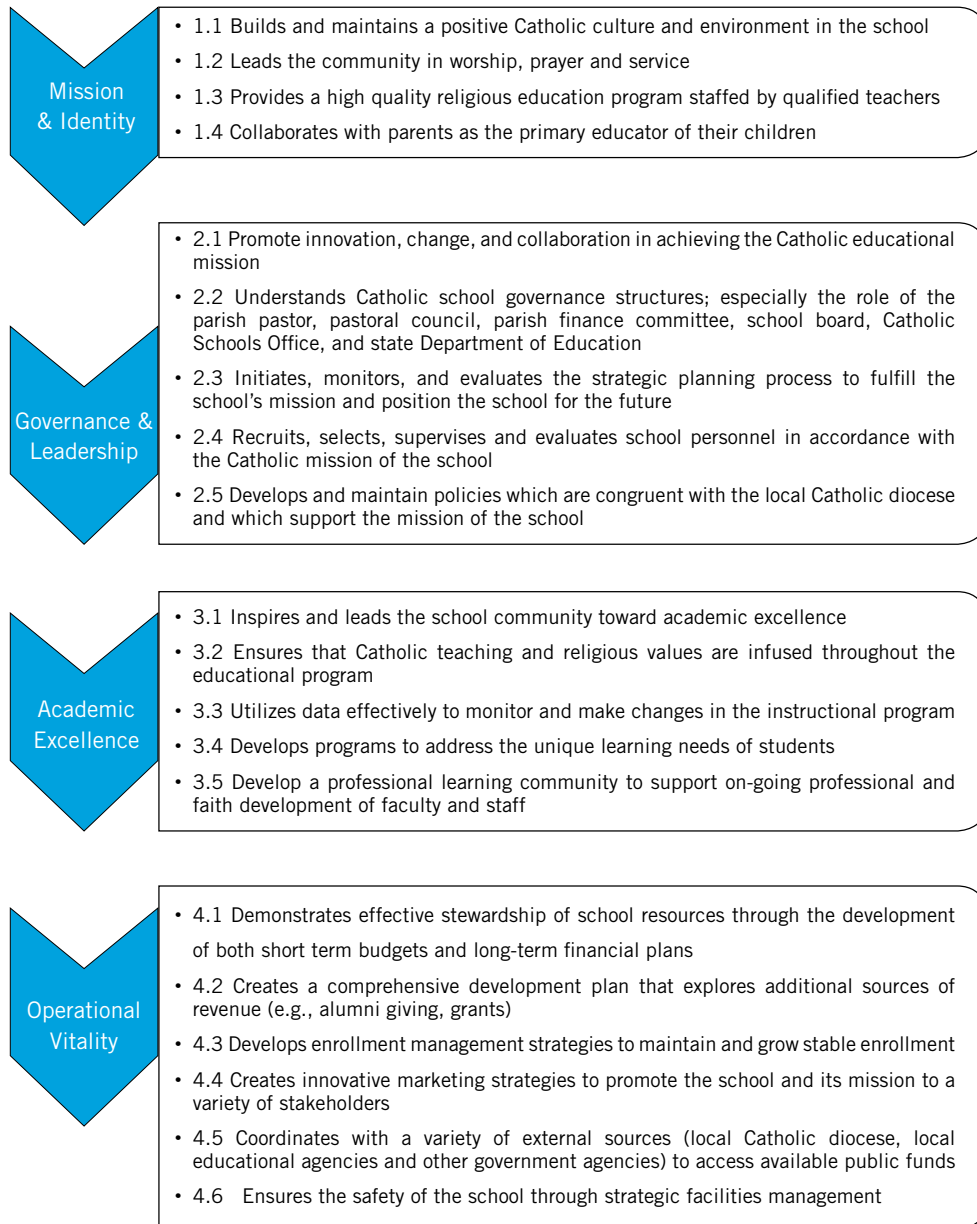 Mission
& Identity
• 1.1 Builds and maintains a positive Catholic culture and environment in the school
• 1.2 Leads the community in worship, prayer and service
• 1.3 Provides a high quality religious education program staffed by qualified teachers
• 1.4 Collaborates with parents as the primary educator of their children
Governance &
Leadership
• 2.1 Promote innovation, change, and collaboration in achieving the Catholic educational
mission
• 2.2 Understands Catholic school governance structures; especially the role of the
parish pastor, pastoral council, parish finance committee, school board, Catholic
Schools Office, and state Department of Education
• 2.3 Initiates, monitors, and evaluates the strategic planning process to fulfill the
school's mission and position the school for the future
• 2.4 Recruits, selects, supervises and evaluates school personnel in accordance with
the Catholic mission of the school
• 2.5 Develops and maintain policies which are congruent with the local Catholic diocese
and which support the mission of the school
Academic
Excellence
• 3.1 Inspires and leads the school community toward academic excellence
• 3.2 Ensures that Catholic teaching and religious values are infused throughout the
educational program
• 3.3 Utilizes data effectively to monitor and make changes in the instructional program
• 3.4 Develops programs to address the unique learning needs of students
• 3.5 Develop a professional learning community to support on-going professional and
faith development of faculty and staff
Operational
Vitality
• 4.1 Demonstrates effective stewardship of school resources through the development
of both short term budgets and long-term financial plans
• 4.2 Creates a comprehensive development plan that explores additional sources of
revenue (e.g., alumni giving, grants)
• 4.3 Develops enrollment management strategies to maintain and grow stable enrollment
• 4.4 Creates innovative marketing strategies to promote the school and its mission to a
variety of stakeholders
• 4.5 Coordinates with a variety of external sources (local Catholic diocese, local
educational agencies and other government agencies) to access available public funds
• 4.6 Ensures the safety of the school through strategic facilities management